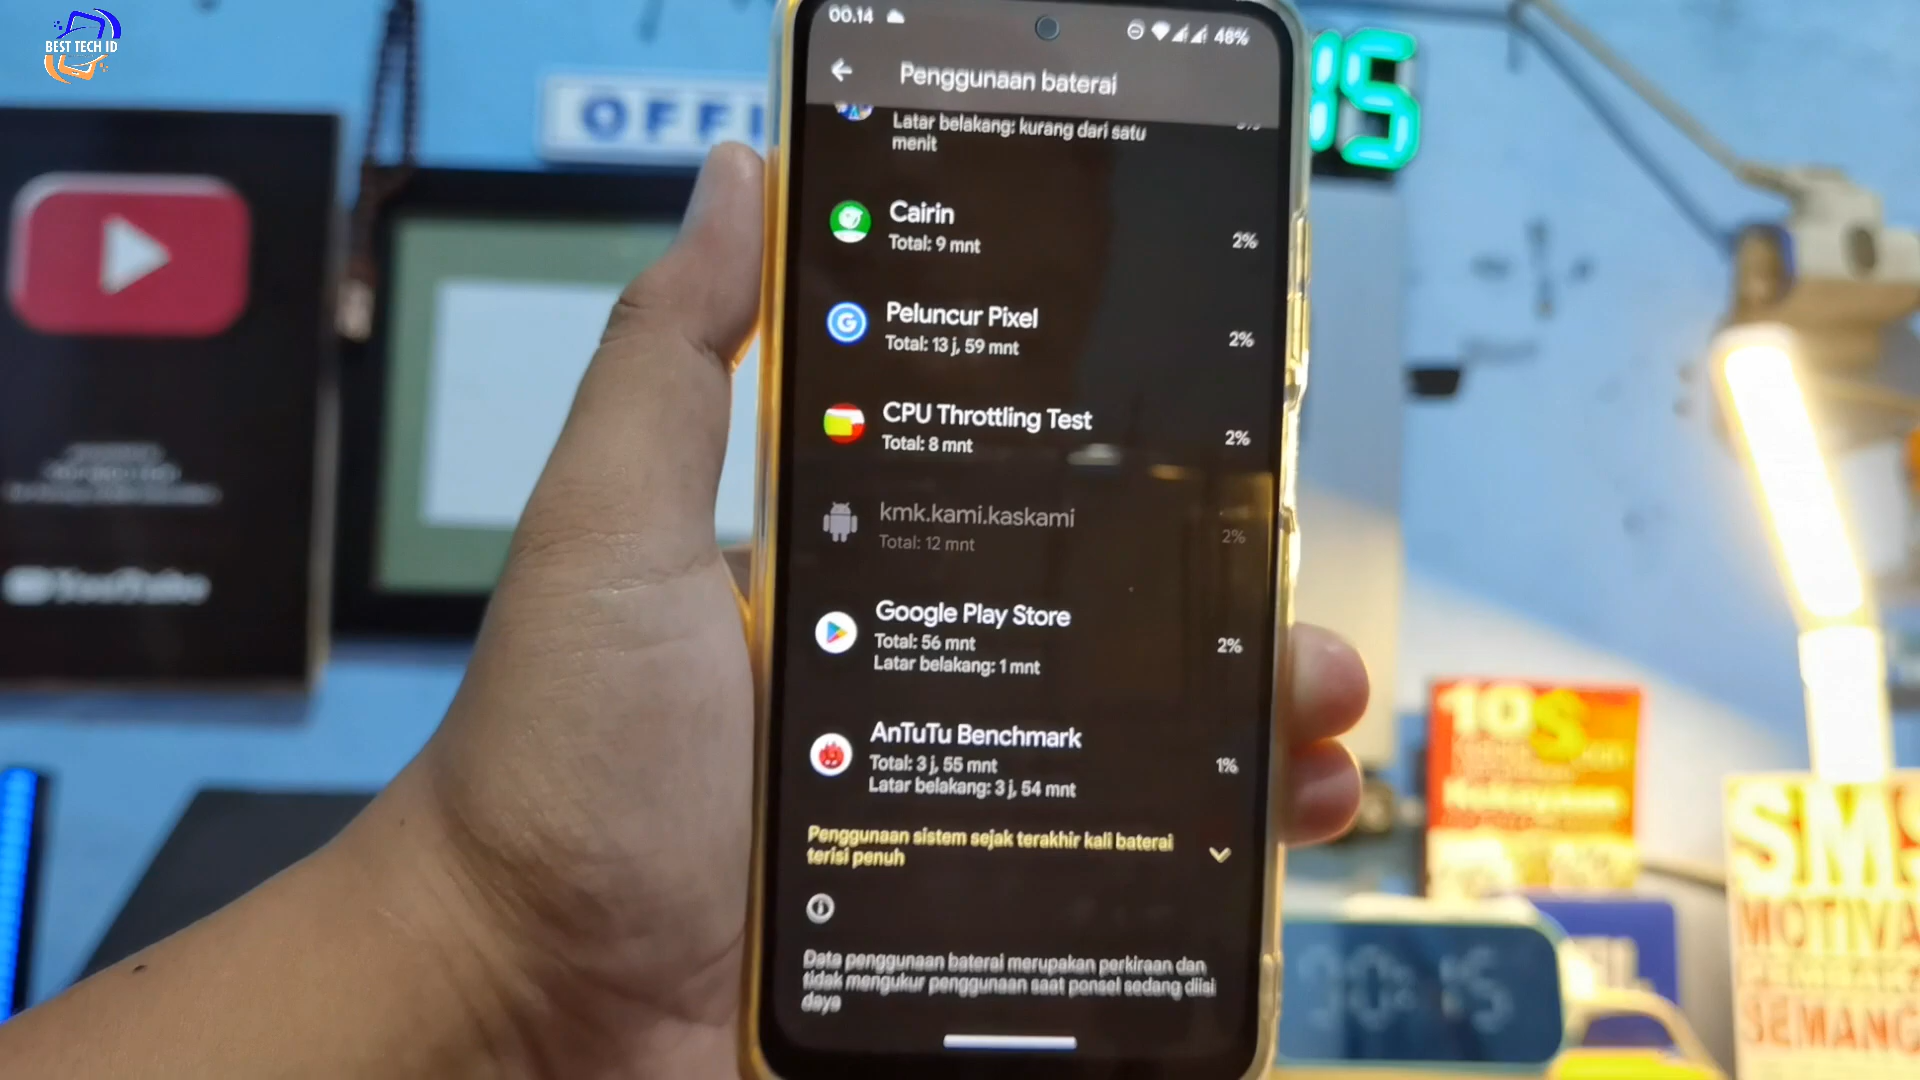 BEST TECH ID
OFFI
15
00.14
48%
Penggunaan baterai
Latar belakang: kurang dari satu
menit
Cairin
Total: 9 mnt
2%
Peluncur Pixel
Total: 13 j, 59 mnt
2%
CPU Throttling Test
Total: 8 mnt
2%
kmk.kami.kaskami
Total: 12 mnt
2%
Google Play Store
Total: 56 mnt
Latar belakang: 1 mnt
2%
AnTuTu Benchmark
Total: 3 j, 55 mnt
Latar belakang: 3 j, 54 mnt
1%
Penggunaan sistem sejak terakhir kali baterai
terisi penuh
Data penggunaan baterai merupakan perkiraan dan
tidak mengukur penggunaan saat ponsel sedang diisi
daya
YouTube
10$
SMS
MOTIVA
SEMANG